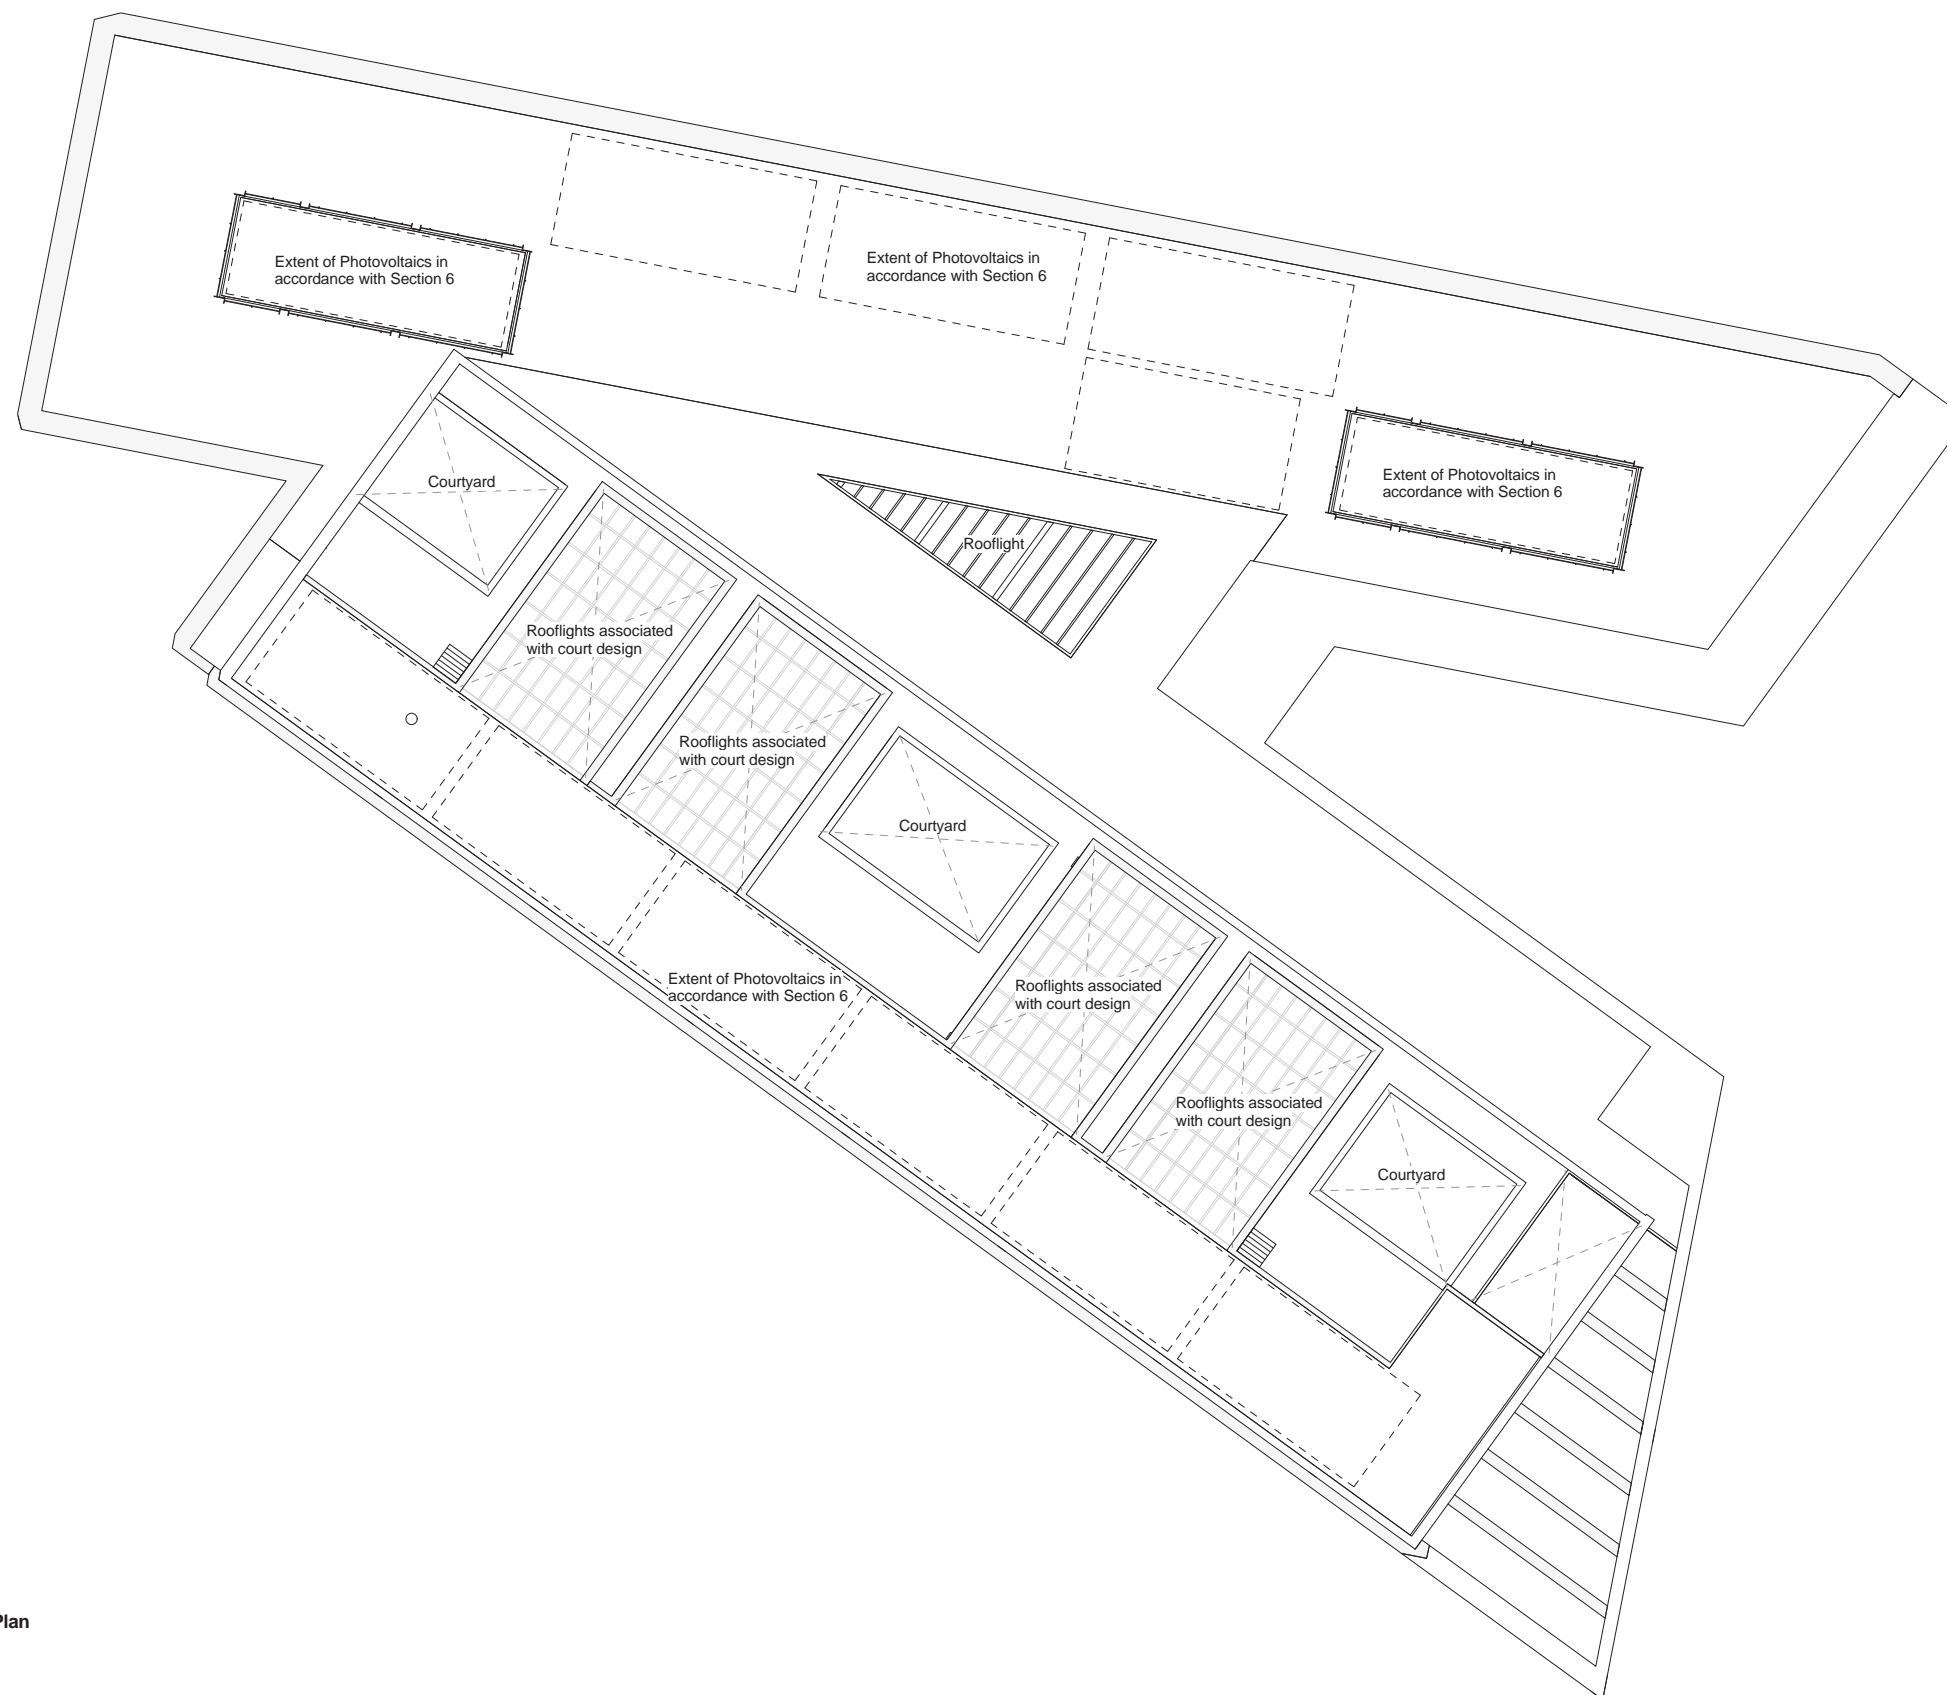 Extent of Photovoltaics in
accordance with Section 6
Extent of Photovoltaics in
accordance with Section 6
Extent of Photovoltaics in
accordance with Section 6
Courtyard
Rooflight
Rooflights associated
with court design
Rooflights associated
with court design
Courtyard
Extent of Photovoltaics in
accordance with Section 6
Rooflights associated
with court design
Rooflights associated
with court design
Courtyard
Plan